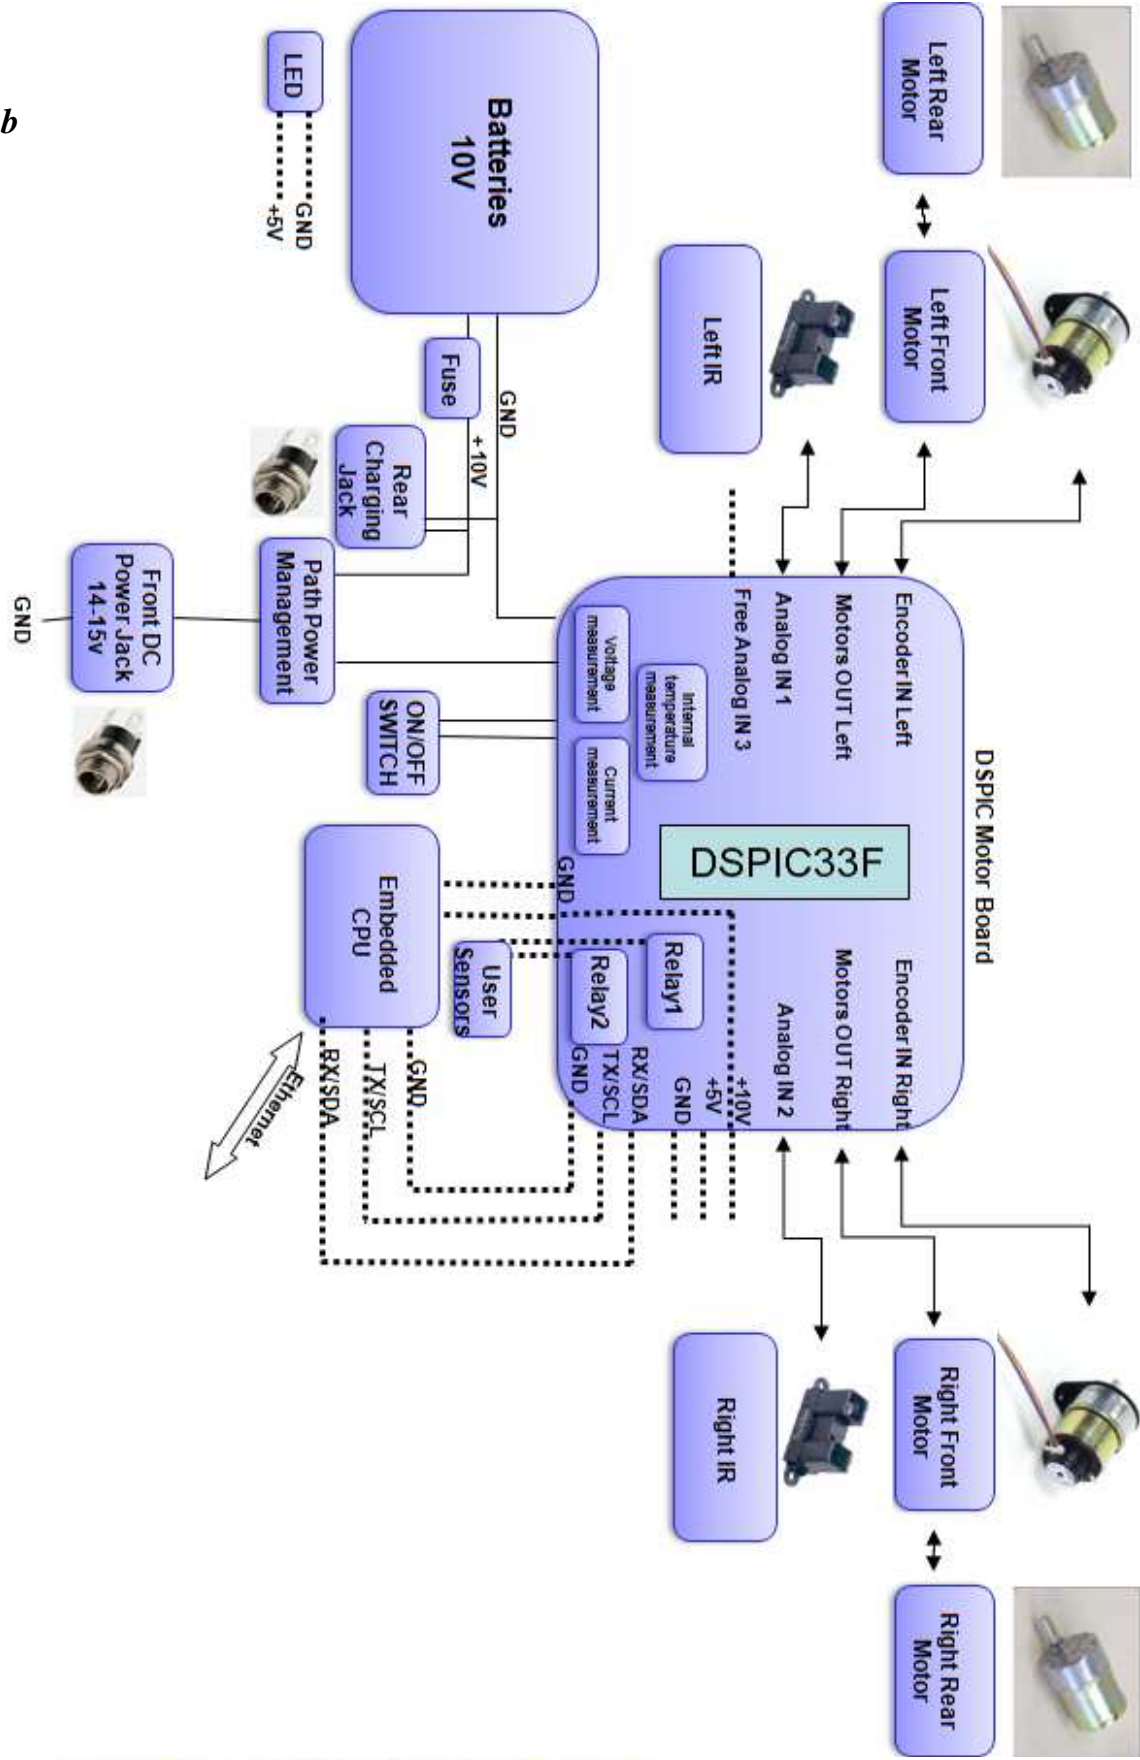 b
DSPIC Motor Board
Left Rear
Motor
Left Front
Motor
Encoder IN Left
Encoder IN Right
Right Front
Motor
Right Rear
Motor
Motors OUT Left
Motors OUT Right
Left IR
Analog IN 1
Analog IN 2
Right IR
Free Analog IN 3
DSPIC33F
+10V
+5V
GND
Internal
temperature
measurement
Relay1
RX/SDA
TX/SCL
GND
Voltage
measurement
Current
measurement
Relay2
GND
Batteries
10V
GND
+10V
Fuse
User
Sensors
LED
GND
+5V
Rear
Charging
Jack
ON/OFF
SWITCH
Embedded
CPU
GND
TX/SCL
RX/SDA
Path Power
Management
Ethernet
Front DC
Power Jack
14-15v
GND